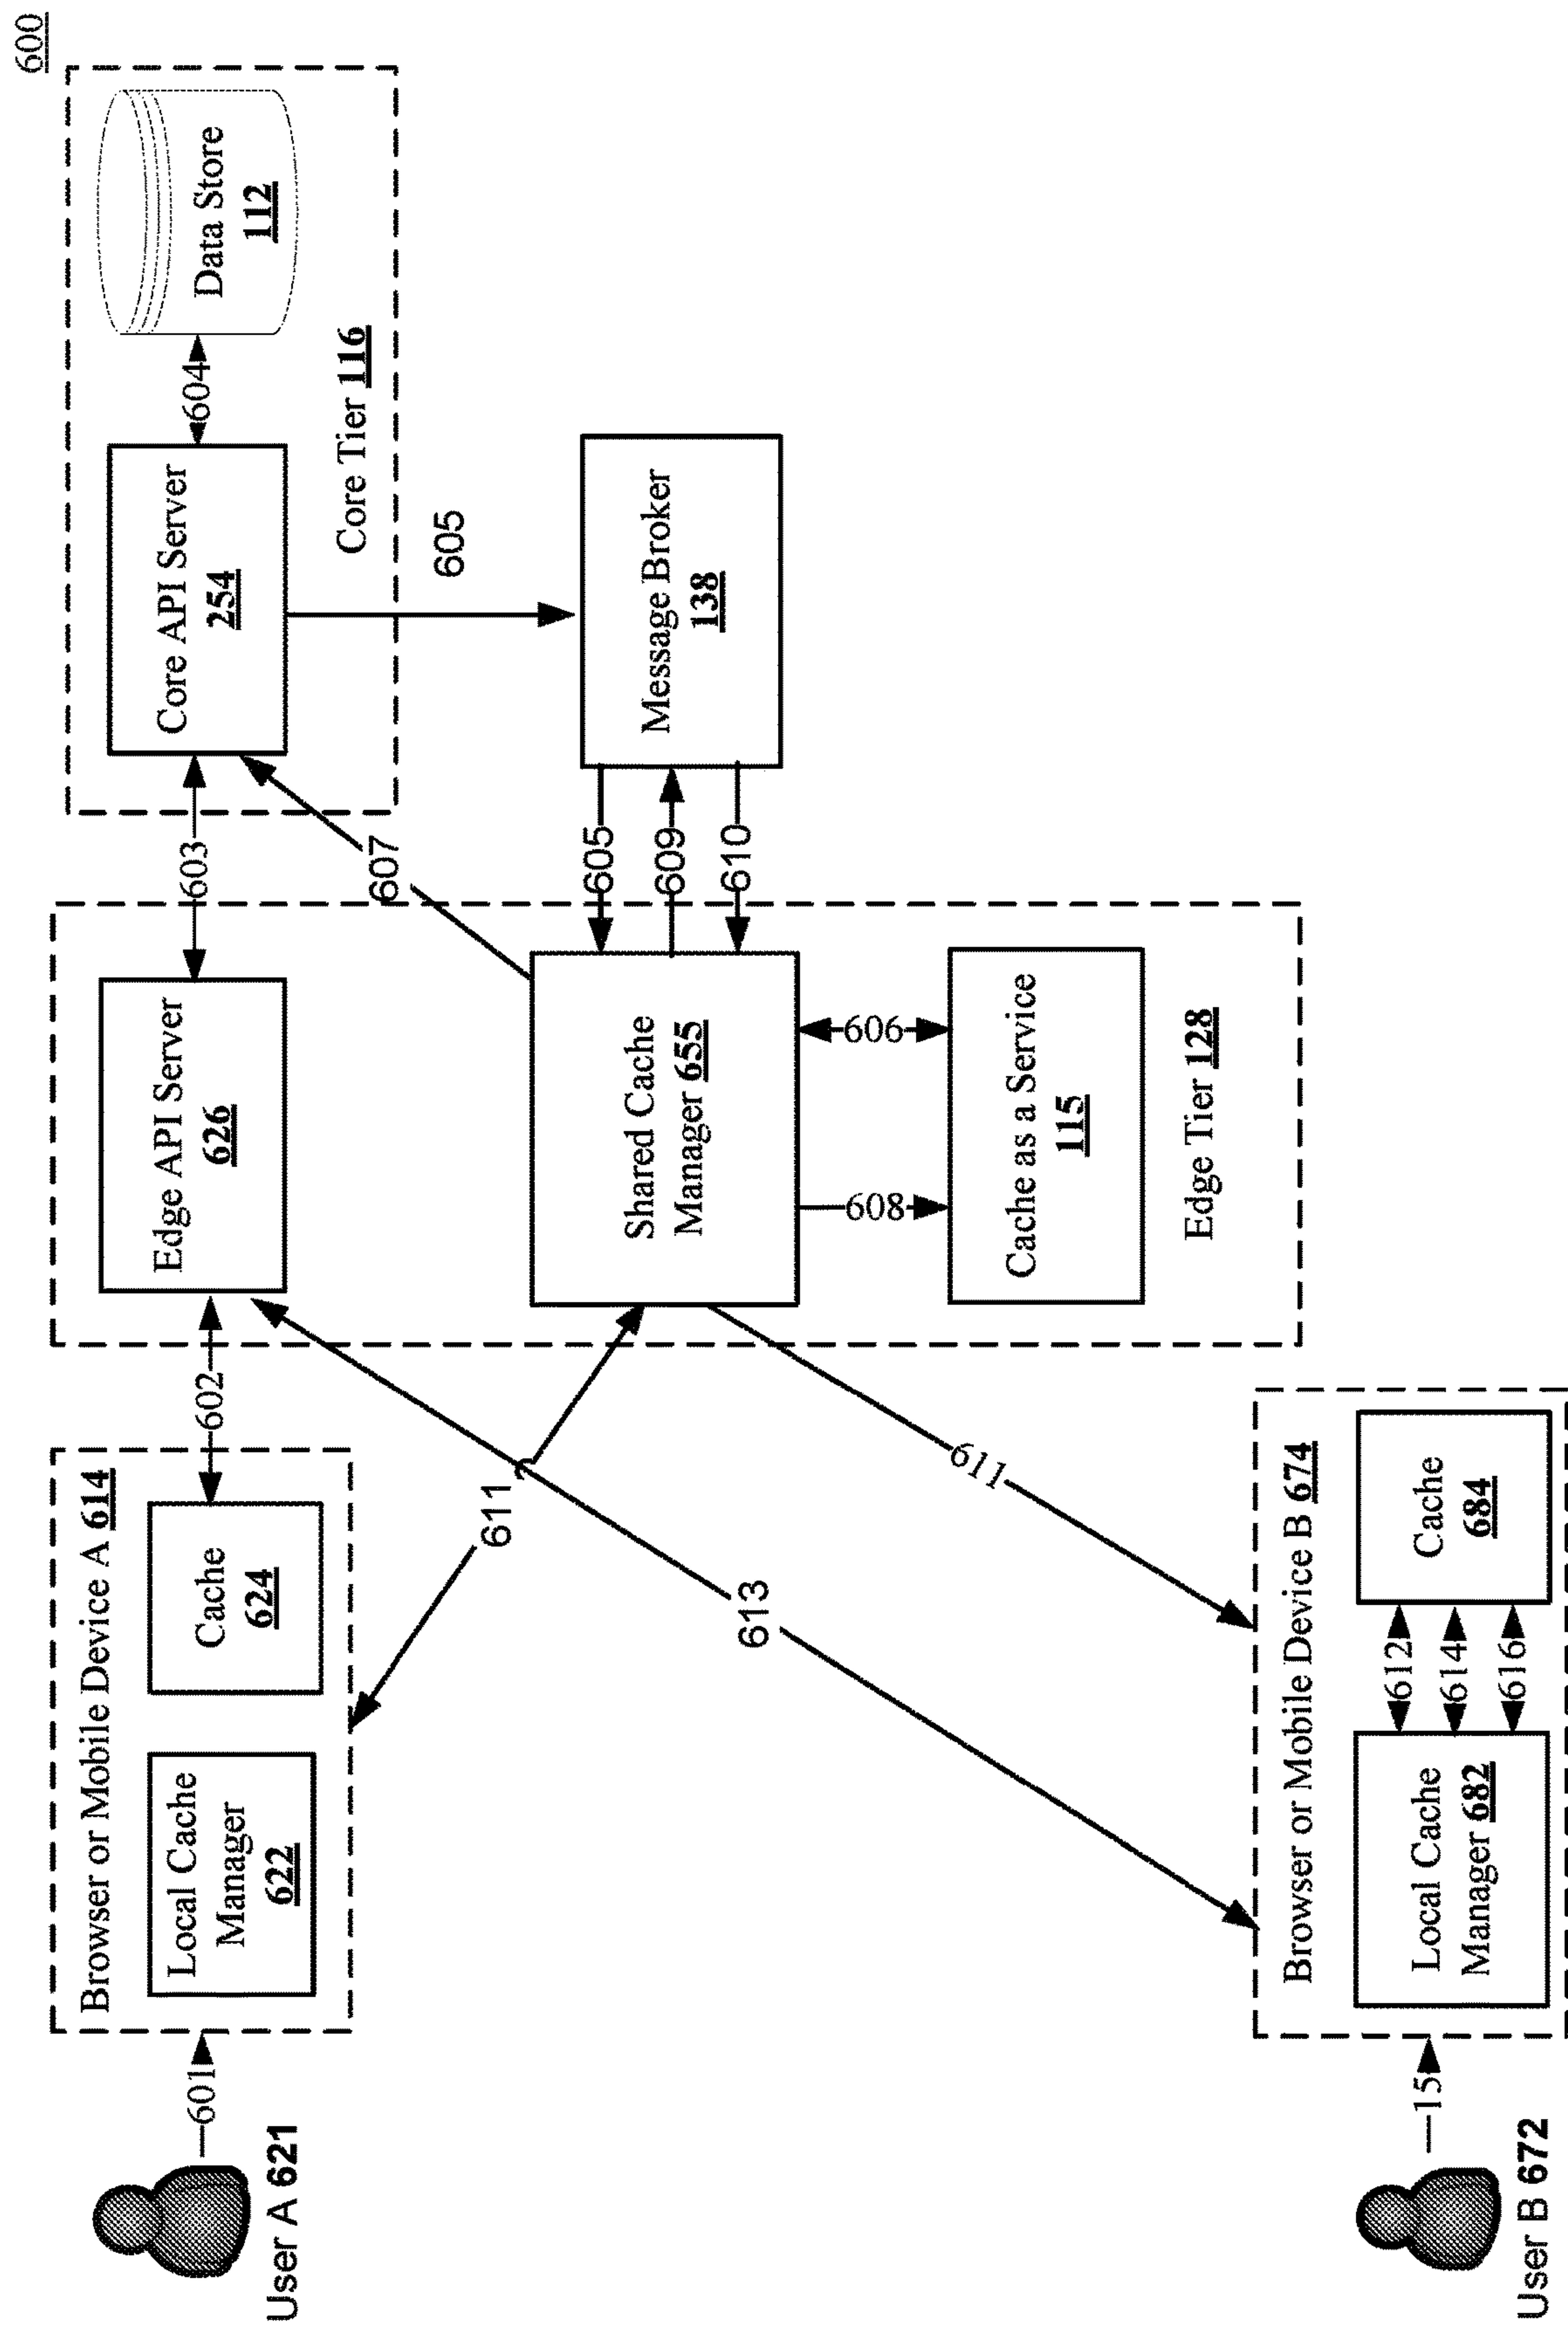 600
Browser or Mobile Device A 614
Local Cache
Manager
622
Cache
624
User A 621
601
602
Edge API Server
626
603
Core API Server
254
604
Data Store
112
Core Tier 116
605
607
611
613
Shared Cache
Manager 655
605
609
610
Message Broker
138
606
608
Cache as a Service
115
Edge Tier 128
611
Browser or Mobile Device B 674
Local Cache
Manager 682
612
614
616
Cache
684
15
User B 672